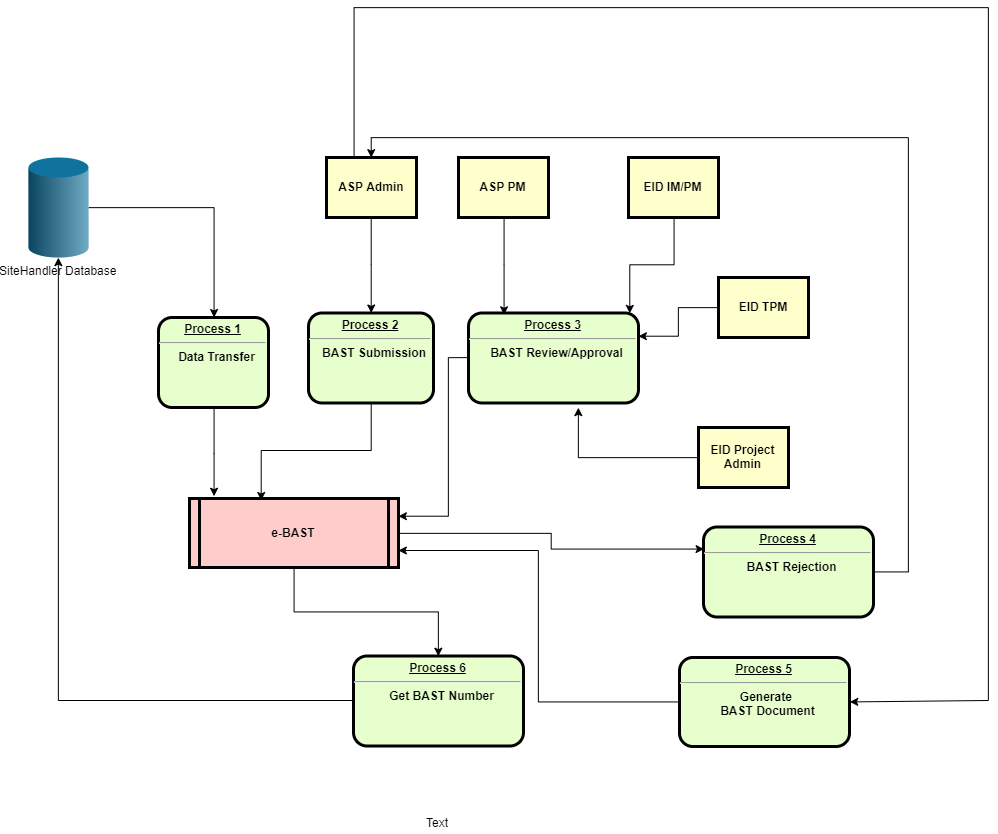 ASP Admin
ASP PM
EID IM/PM
SiteHandler Database
EID TPM
Process 1
Data Transfer
Process 2
BAST Submission
Process 3
BAST Review/Approval
EID Project
Admin
e-BAST
Process 4
BAST Rejection
Process 6
Get BAST Number
Process 5
Generate
BAST Document
Text